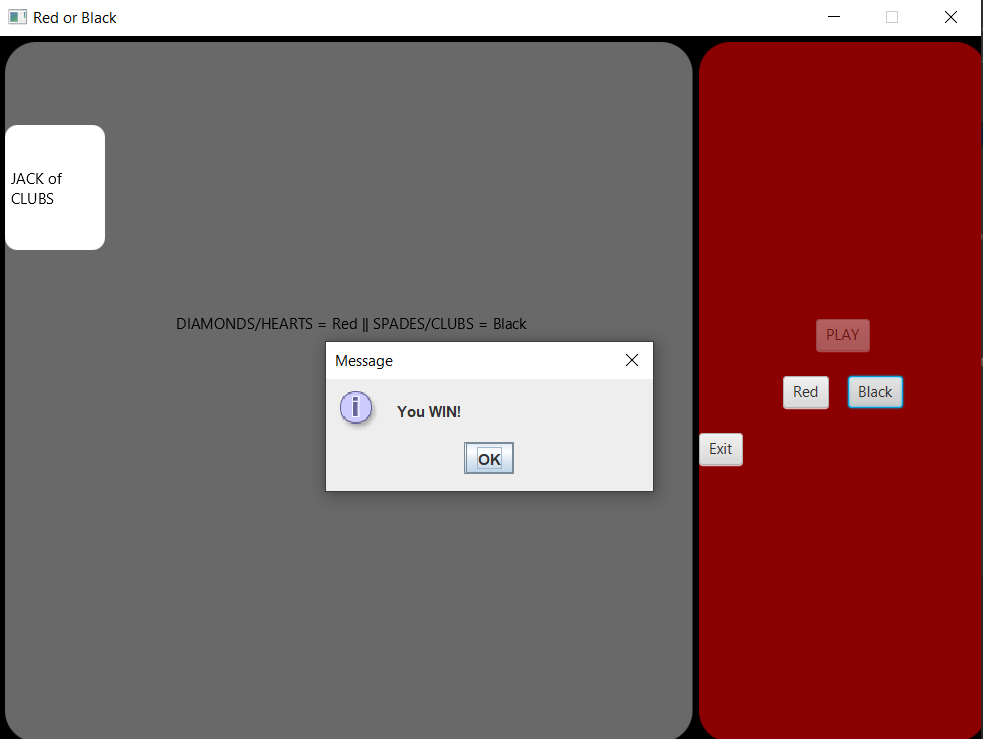 Red or Black
JACK of
CLUBS
DIAMONDS/HEARTS = Red || SPADES/CLUBS = Black
Message
You WIN!
OK
PLAY
Red
Black
Exit